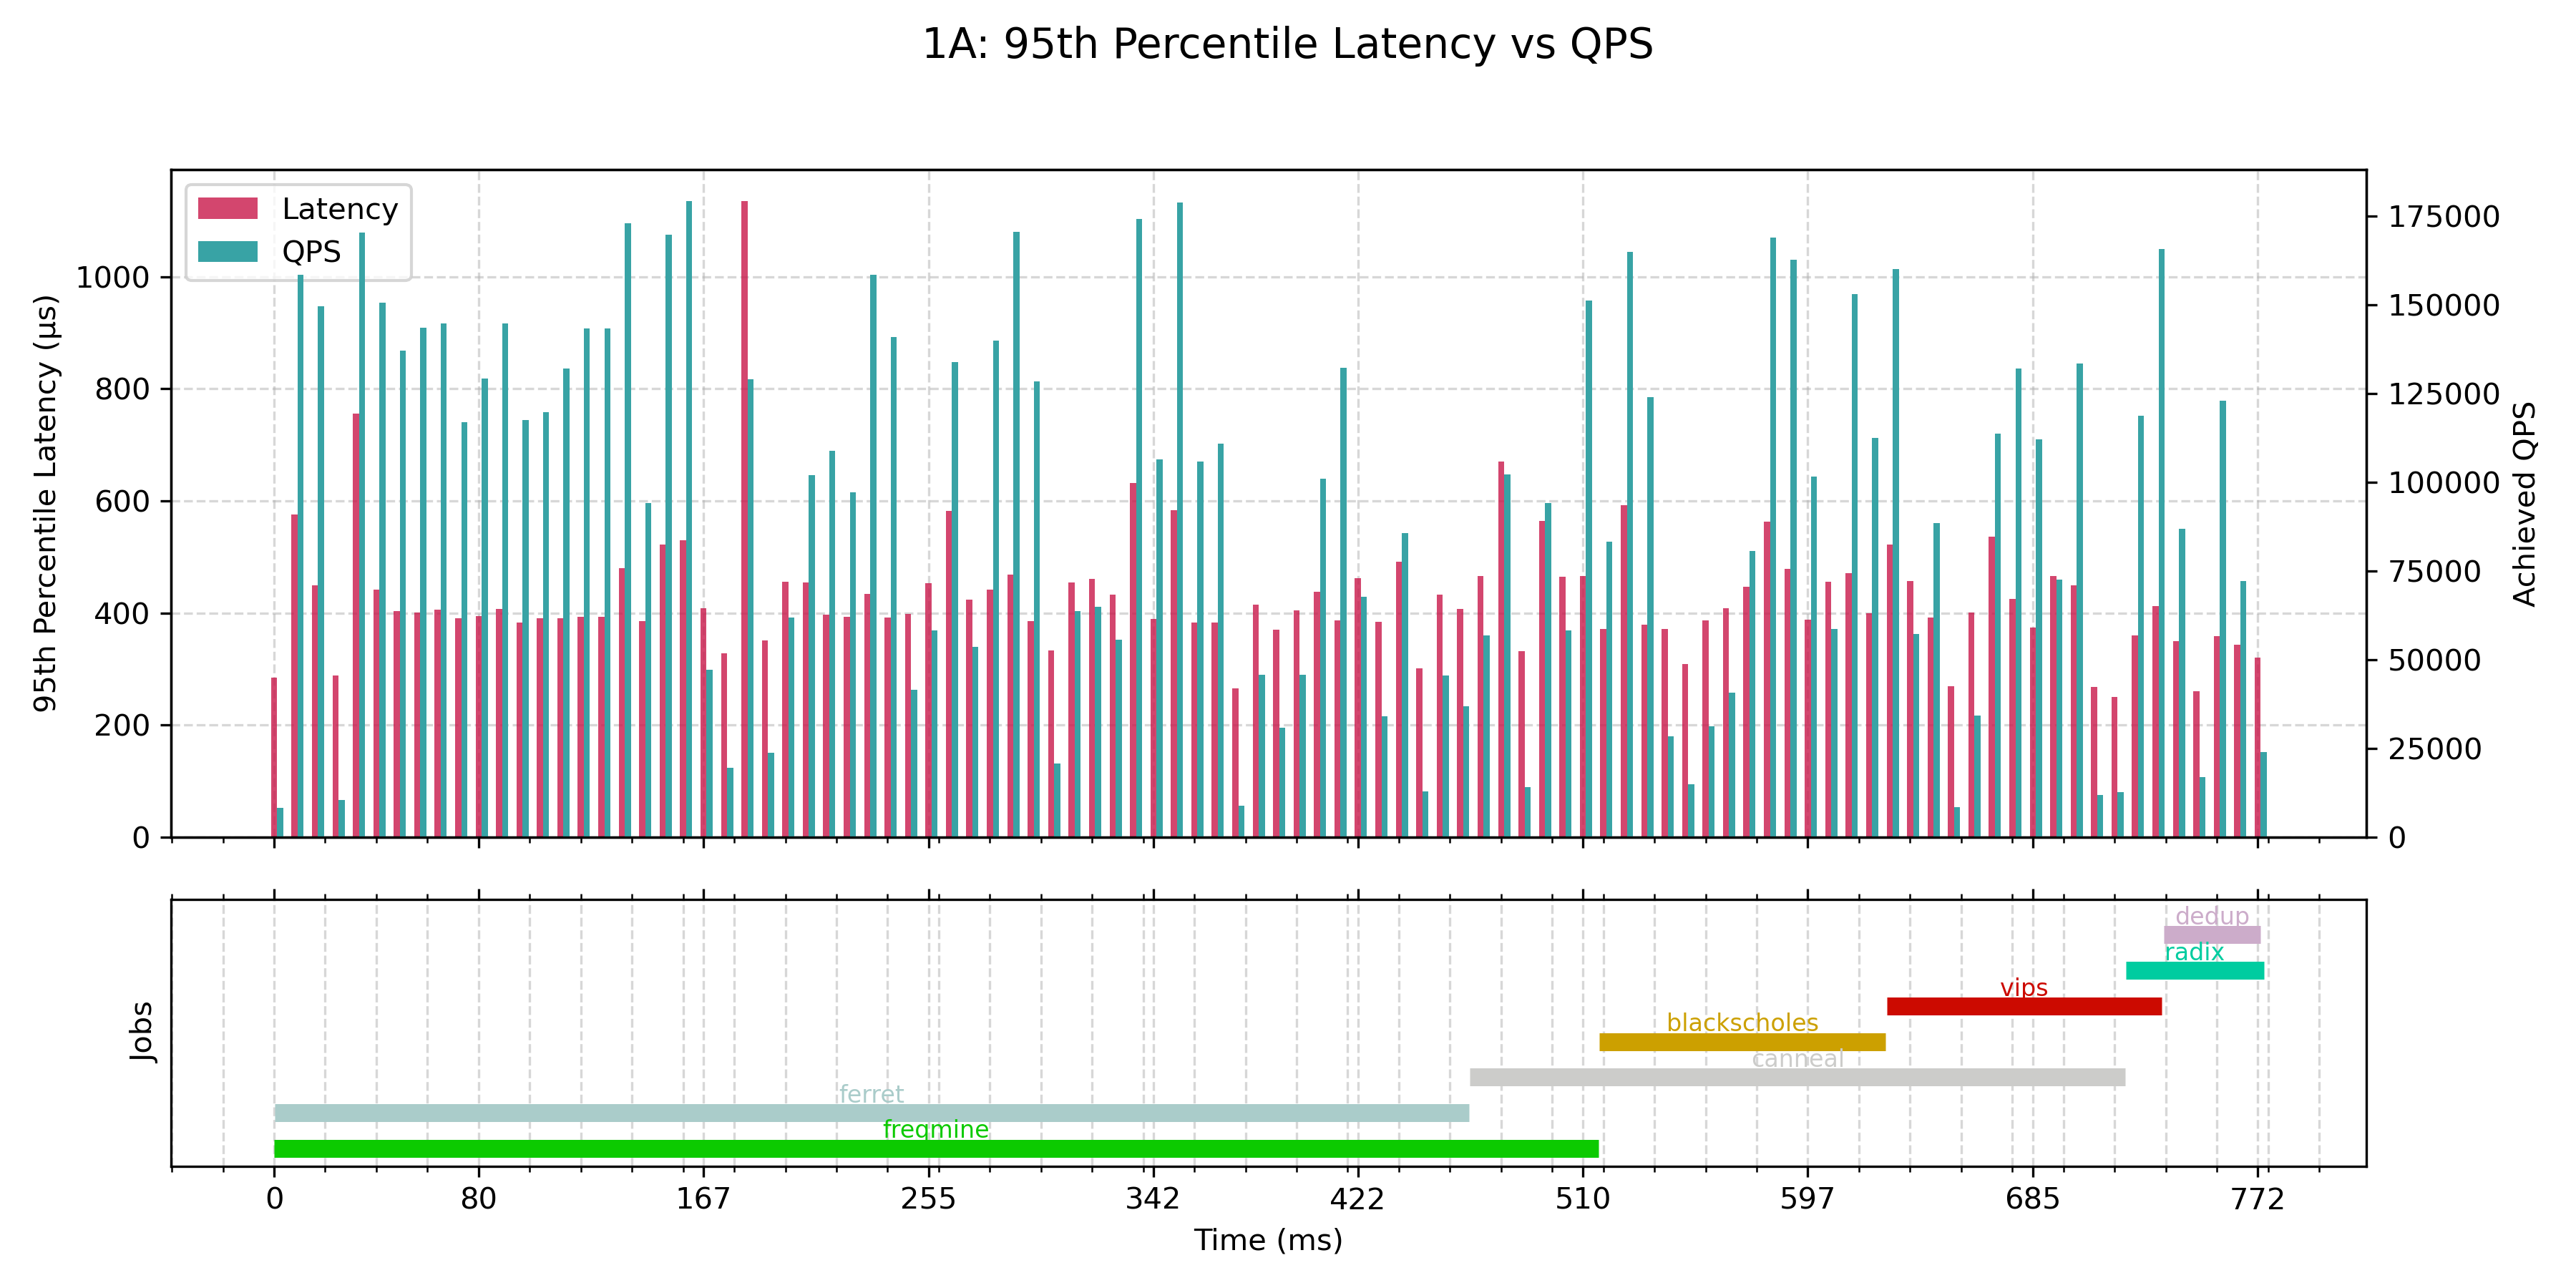 1A: 95th Percentile Latency vs QPS
Latency
QPS
95th Percentile Latency (µs)
1000
800
600
400
200
0
Achieved QPS
175000
150000
125000
100000
75000
50000
25000
0
Jobs
dedup
radix
vips
blackscholes
canneal
ferret
freqmine
0 80 167 255 342 422 510 597 685 772
Time (ms)